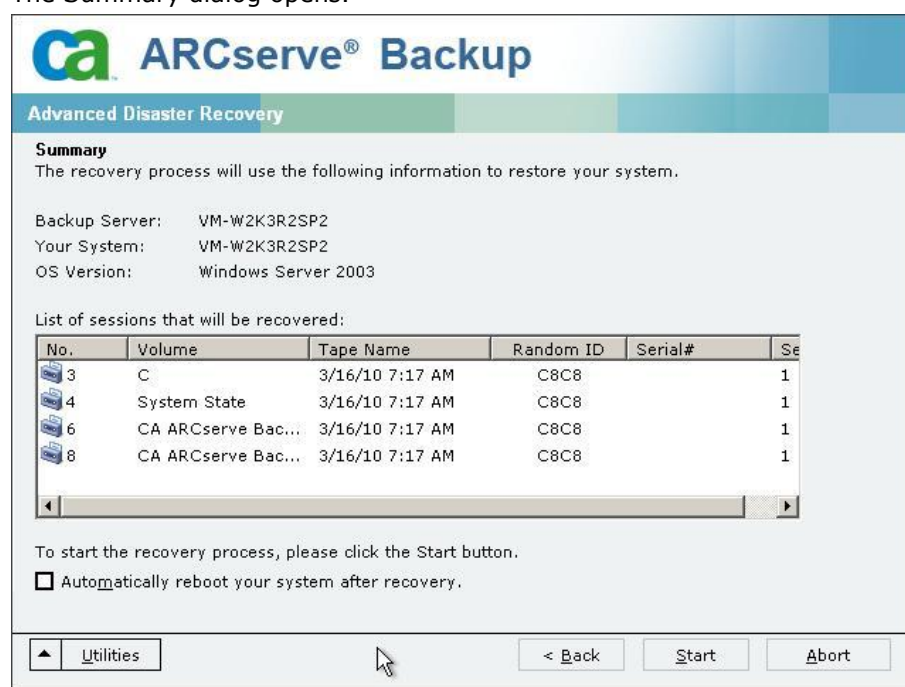 The Summary dialog opens.
ca ARCserve® Backup
Advanced Disaster Recovery
Summary
The recovery process will use the following information to restore your system.
Backup Server: VM-W2K3R2SP2
Your System: VM-W2K3R2SP2
OS Version: Windows Server 2003
List of sessions that will be recovered:
No. Volume Tape Name Random ID Serial# Se
3 C 3/16/10 7:17 AM C8C8 1
4 System State 3/16/10 7:17 AM C8C8 1
6 CA ARCserve Bac... 3/16/10 7:17 AM C8C8 1
8 CA ARCserve Bac... 3/16/10 7:17 AM C8C8 1
To start the recovery process, please click the Start button.
Automatically reboot your system after recovery.
Utilities < Back Start Abort